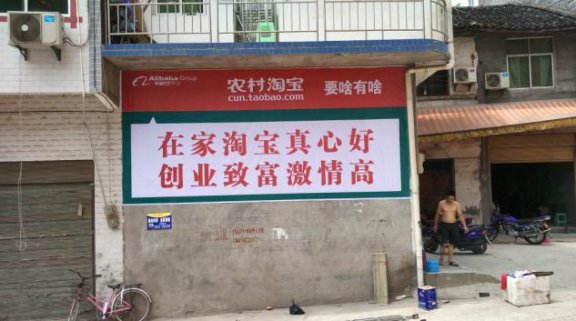 Alibaba Group
农村淘宝 要啥有啥
cun.taobao.com
在家淘宝真心好
创业致富激情高